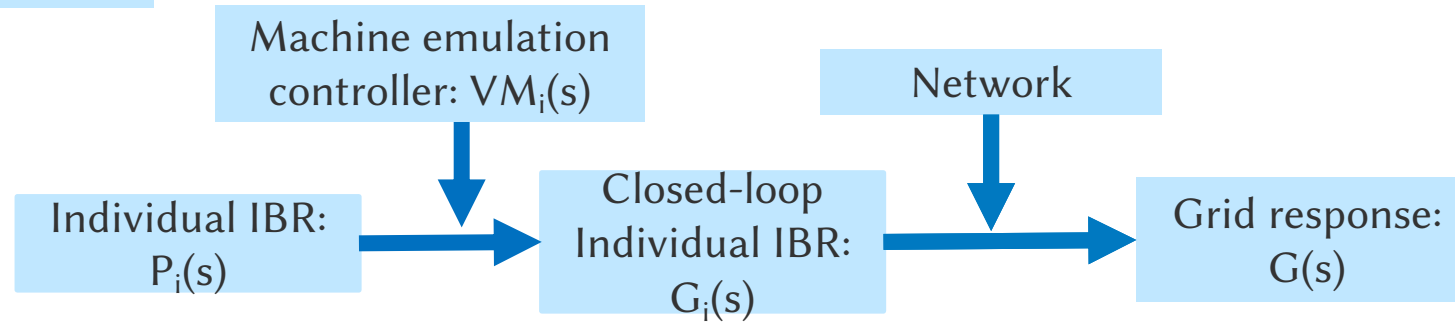 Machine emulation
controller: VMi(s)
Network
Individual IBR:
Pi(s)
Closed-loop
Individual IBR:
Gi(s)
Grid response:
G(s)